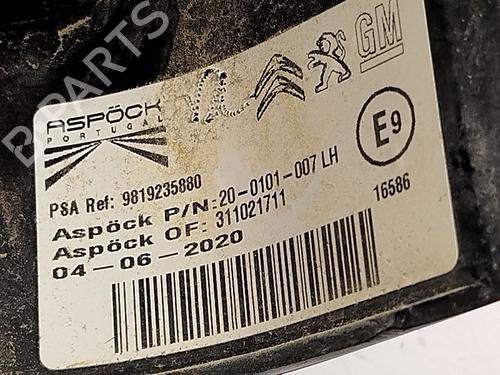 ASPÖCK
PORTUGAL
GM
E9
PSA Ref: 9819235880
Aspöck P/N: 20-0101-007 LH
Aspöck OF: 311021711
04-06-2020
16586
B-PARTS